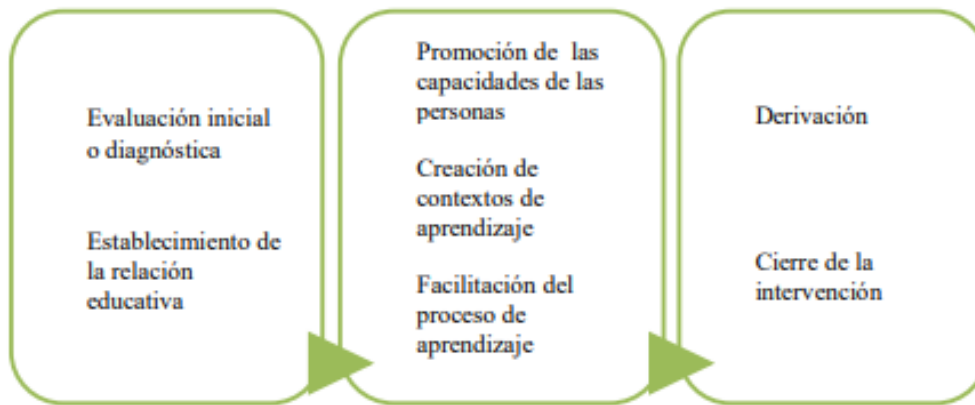 Evaluación inicial
o diagnóstica
Establecimiento de
la relación
educativa
Promoción de las
capacidades de las
personas
Creación de
contextos de
aprendizaje
Facilitación del
proceso de
aprendizaje
Derivación
Cierre de la
intervención